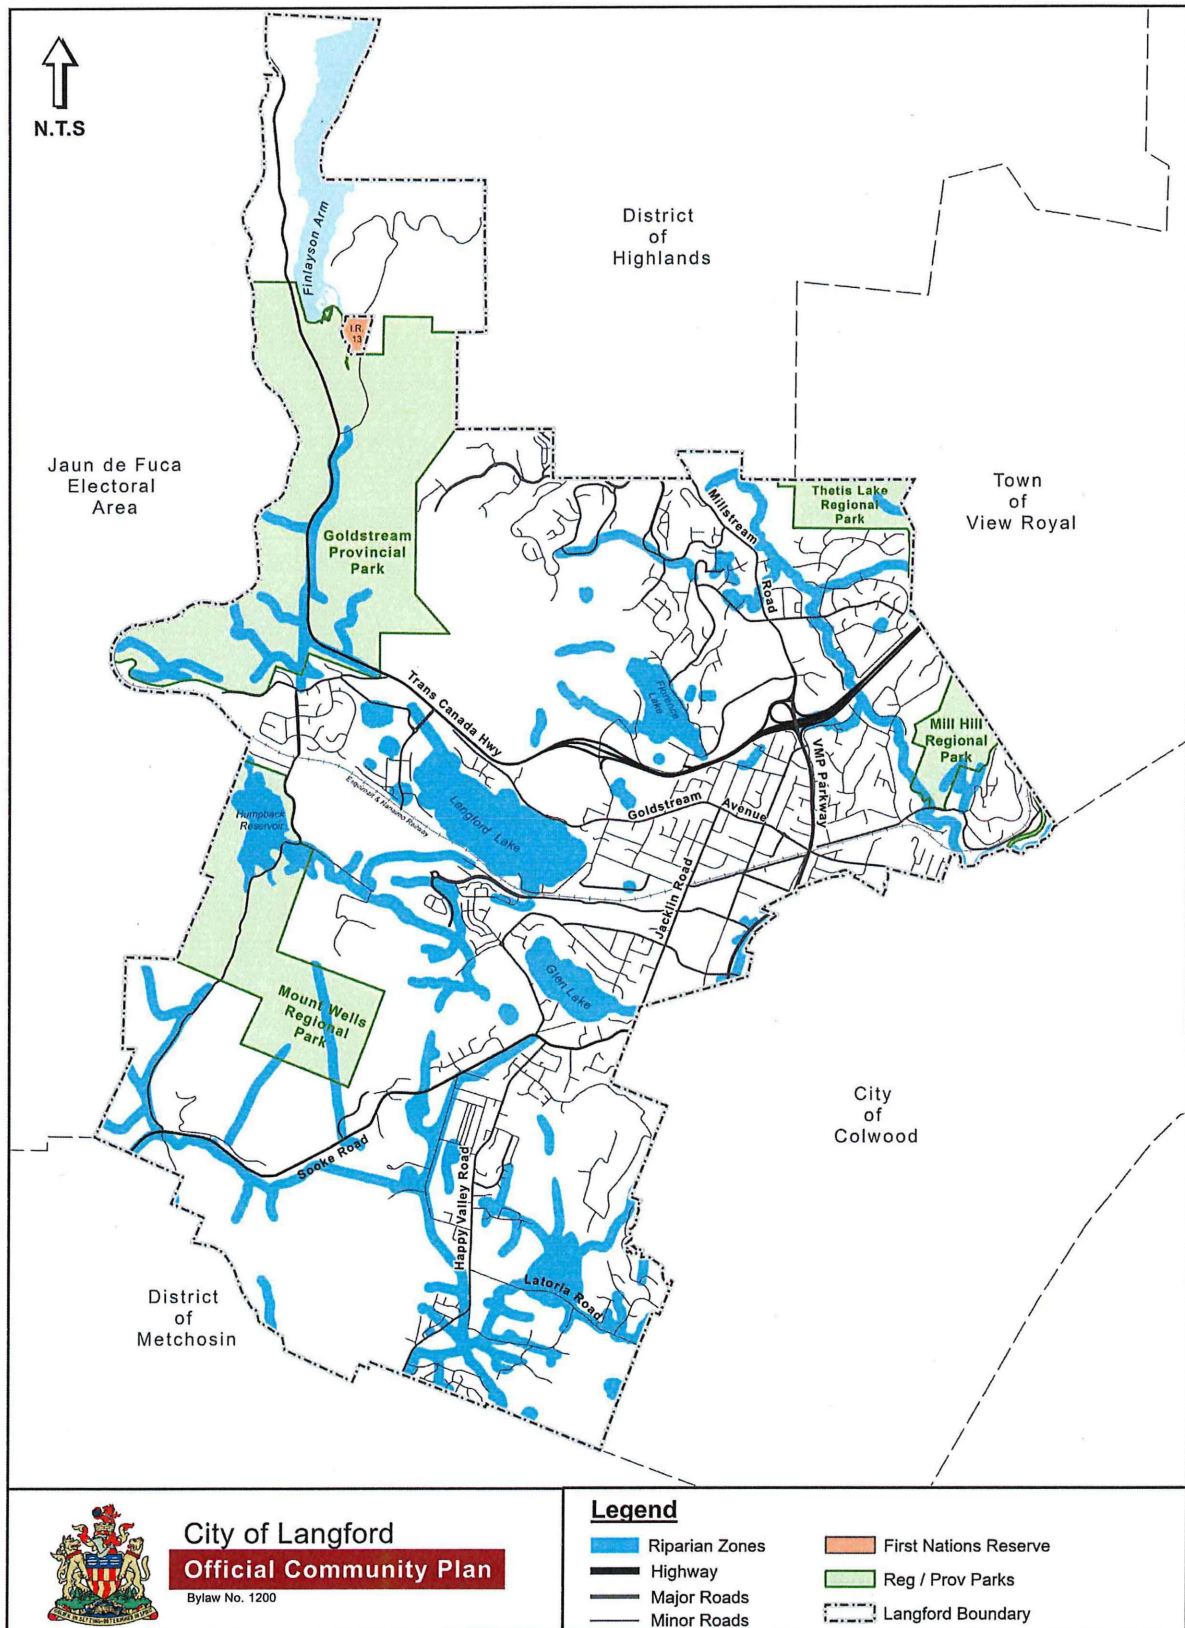 N.T.S
Finlayson Arm
District
of
Highlands
I.R.
13
Jaun de Fuca
Electoral
Area
Goldstream
Provincial
Park
Millstream
Road
Thetis Lake
Regional
Park
Town
of
View Royal
Trans Canada Hwy
Florence
Lake
Mill Hill
Regional
Park
VMP Parkway
Goldstream Avenue
Esquimalt & Nanaimo Railway
Humpback
Reservoir
Langford Lake
Jacklin Road
Glen Lake
Mount Wells
Regional
Park
Sooke Road
Happy Valley Road
Latoria Road
City
of
Colwood
District
of
Metchosin
City of Langford
Official Community Plan
Bylaw No. 1200
Legend
Riparian Zones
Highway
Major Roads
Minor Roads
First Nations Reserve
Reg / Prov Parks
Langford Boundary